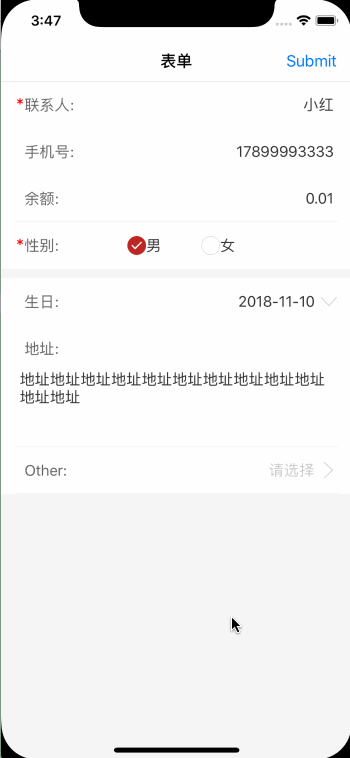 3:47
表单
Submit
*联系人: 小红
手机号: 17899993333
余额: 0.01
*性别: 男 女
生日: 2018-11-10
地址:
地址地址地址地址地址地址地址地址地址地址
地址地址
Other: 请选择